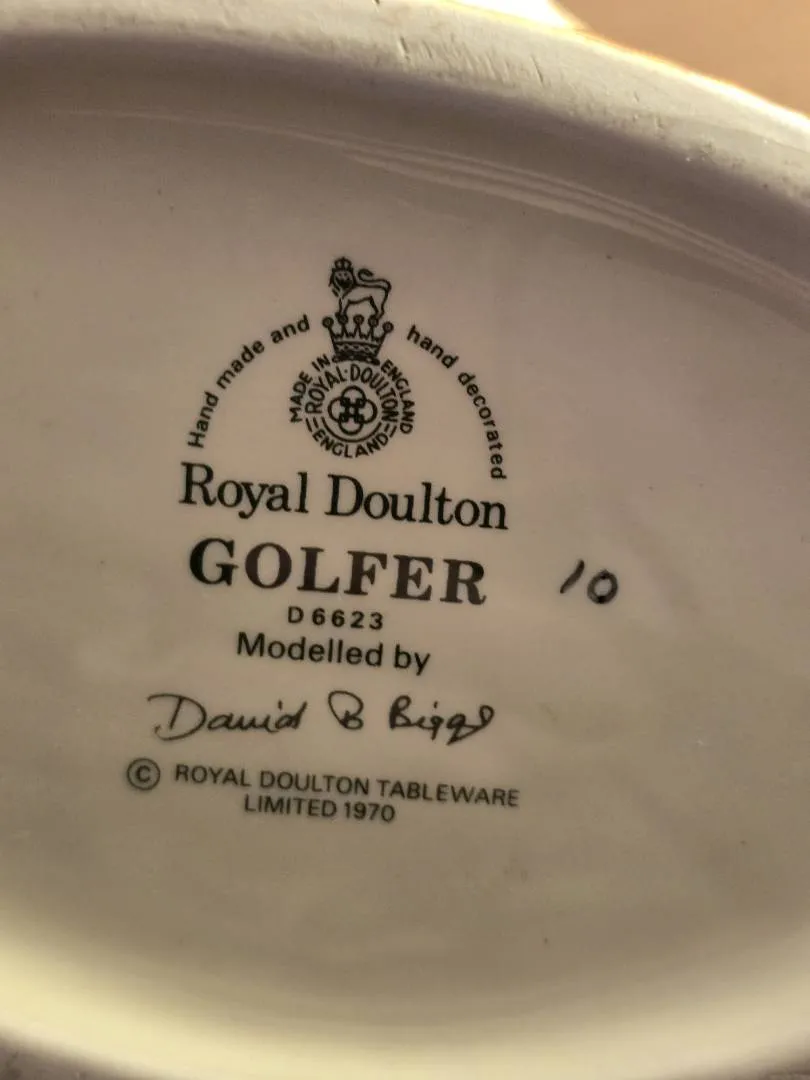 Hand made and hand decorated
MADE IN ENGLAND
ROYAL·DOULTON
ENGLAND
Royal Doulton
GOLFER
10
D 6623
Modelled by
David B Biggs
© ROYAL DOULTON TABLEWARE
LIMITED 1970